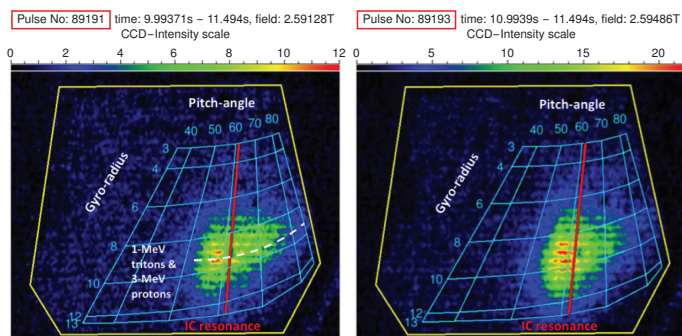 Pulse No: 89191 time: 9.99371s – 11.494s, field: 2.59128T
CCD–Intensity scale
0 2 4 6 8 10 12
Pitch-angle
40 50 60 70 80
Gyro-radius
3
4
6
8
10
12
13
1-MeV
tritons &
3-MeV
protons
IC resonance
Pulse No: 89193 time: 10.9939s – 11.494s, field: 2.59486T
CCD–Intensity scale
0 5 10 15 20
Pitch-angle
40 50 60 70 80
Gyro-radius
3
4
6
8
10
12
13
IC resonance